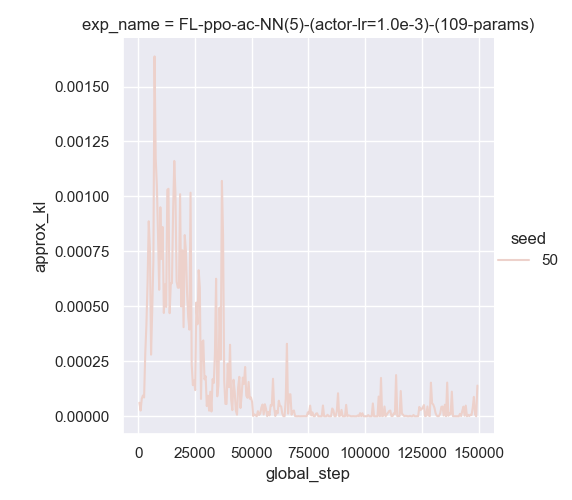 exp_name = FL-ppo-ac-NN(5)-(actor-lr=1.0e-3)-(109-params)
0.00150
0.00125
0.00100
0.00075
0.00050
0.00025
0.00000
approx_kl
0 25000 50000 75000 100000 125000 150000
global_step
seed
50